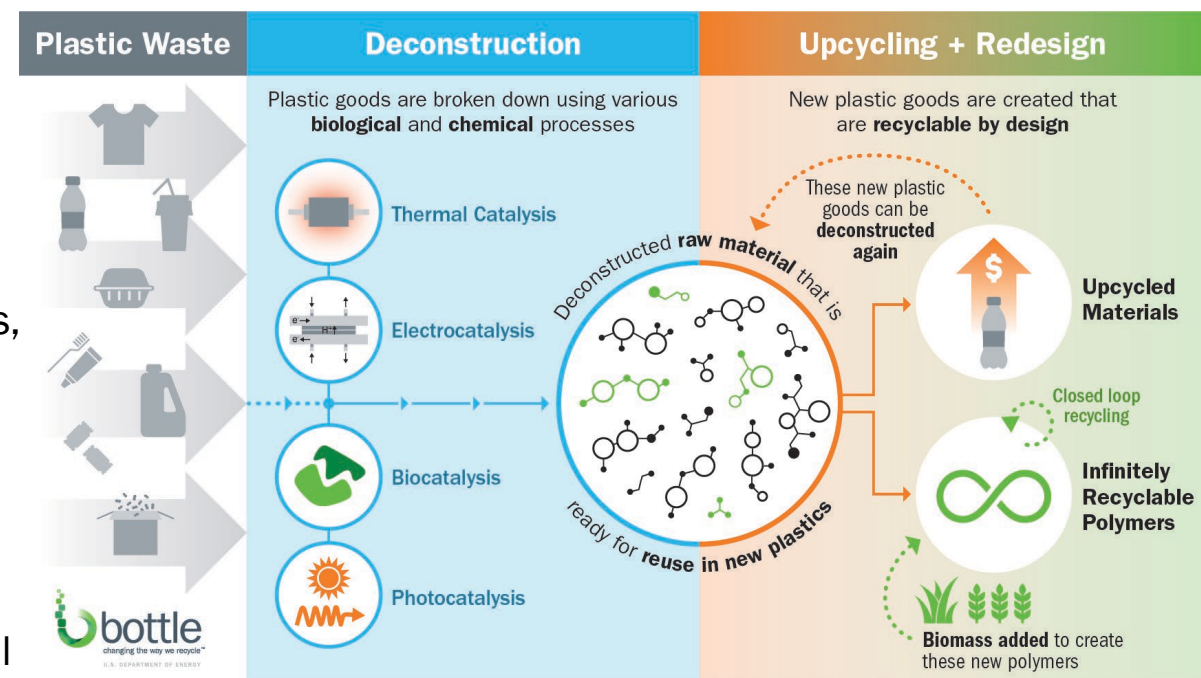 Plastic Waste
Deconstruction
Upcycling + Redesign
Plastic goods are broken down using various
biological and chemical processes
New plastic goods are created that
are recyclable by design
Thermal Catalysis
e⁻
H⁺
e⁻
Electrocatalysis
Biocatalysis
Photocatalysis
Deconstructed raw material that is
ready for reuse in new plastics
These new plastic
goods can be
deconstructed
again
$
Upcycled
Materials
Closed loop
recycling
Infinitely
Recyclable
Polymers
Biomass added to create
these new polymers
s,
bottle
changing the way we recycle™
U.S. DEPARTMENT OF ENERGY
l